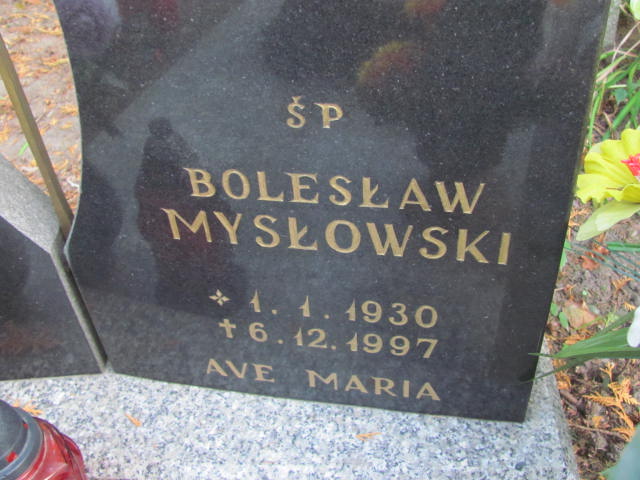 ŚP
BOLESŁAW
MYSŁOWSKI
✣ 1. 1. 1930
✝ 6. 12. 1997
AVE MARIA